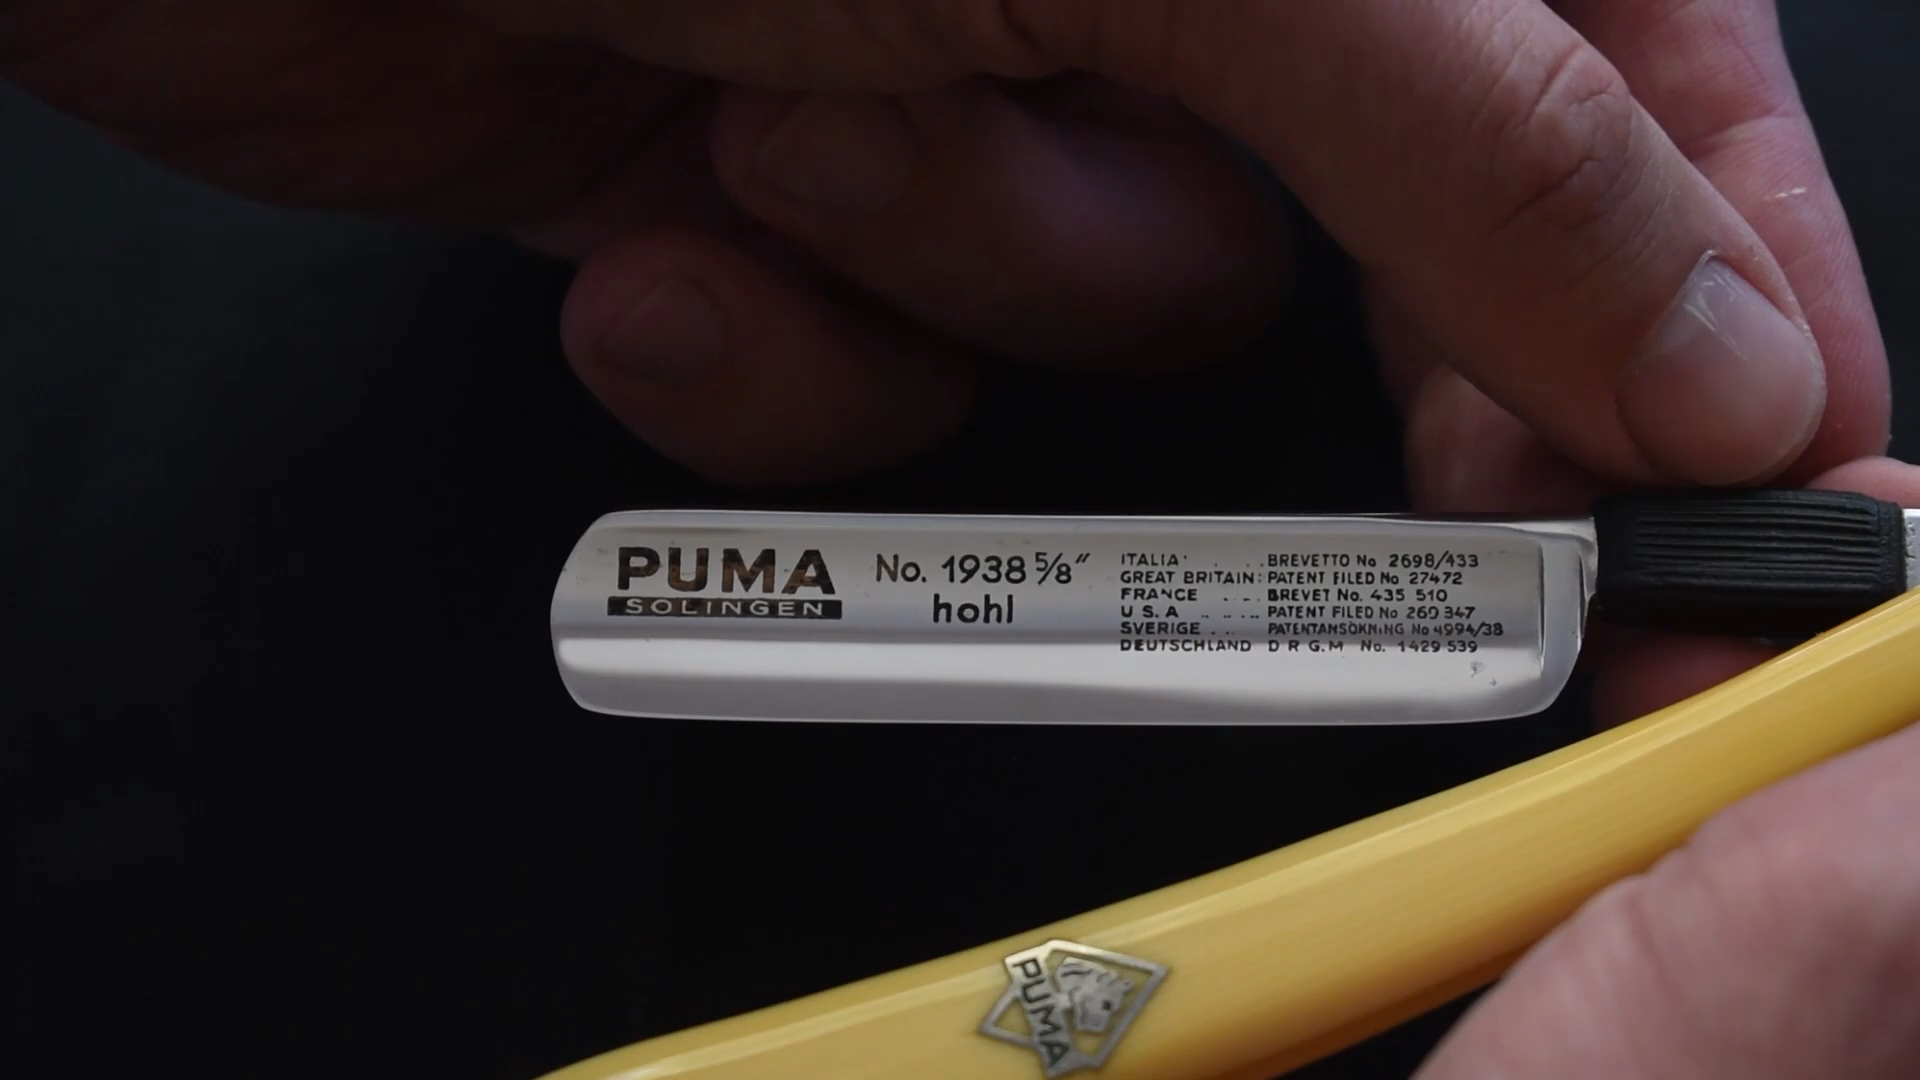 PUMA
SOLINGEN
No. 1938 5/8"
hohl
ITALIA . . . BREVETTO No 2698/433
GREAT BRITAIN: PATENT FILED No 27472
FRANCE . . . . BREVET No. 435 510
U.S.A . . . . . PATENT FILED No 260 347
SVERIGE . . . PATENTANSÖKNING No 4994/38
DEUTSCHLAND D R G.M No. 1429 539
PUMA